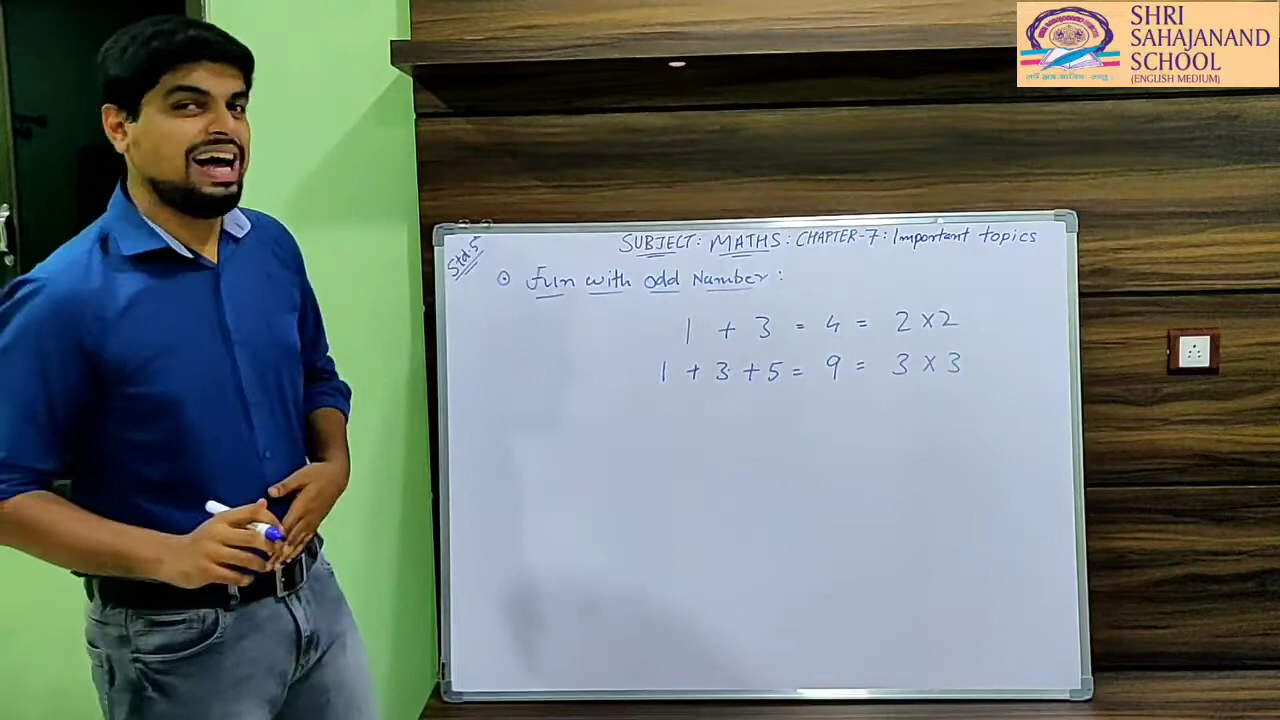 SHRI
SAHAJANAND
SCHOOL
(ENGLISH MEDIUM)
Std.5
SUBJECT: MATHS: CHAPTER-7: Important topics
Fun with odd Number:
1 + 3 = 4 = 2 × 2
1 + 3 + 5 = 9 = 3 × 3